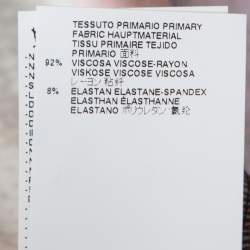 TESSUTO PRIMARIO PRIMARY
FABRIC HAUPTMATERIAL
TISSU PRIMAIRE TEJIDO
PRIMARIO 面料
92% VISCOSA VISCOSE-RAYON
VISKOSE VISCOSE VISCOSA
レーヨン 粘纤
8% ELASTAN ELASTANE-SPANDEX
ELASTHAN ÉLASTHANNE
ELASTANO ポリウレタン 氨纶